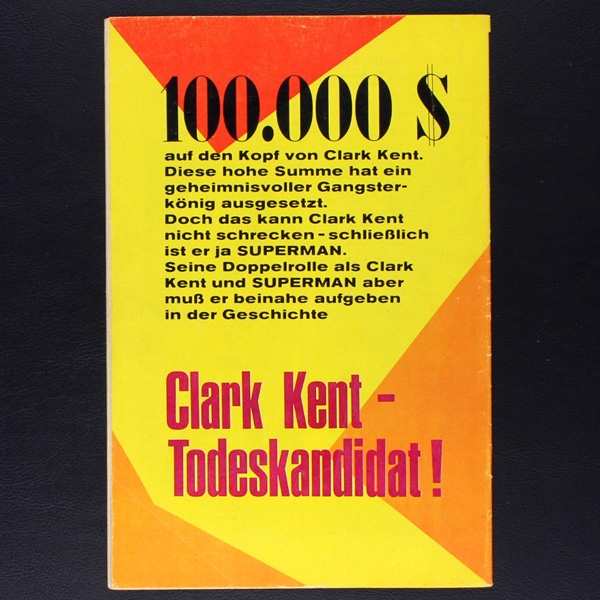 100.000 $
auf den Kopf von Clark Kent.
Diese hohe Summe hat ein
geheimnisvoller Gangster-
könig ausgesetzt.
Doch das kann Clark Kent
nicht schrecken - schließlich
ist er ja SUPERMAN.
Seine Doppelrolle als Clark
Kent und SUPERMAN aber
muß er beinahe aufgeben
in der Geschichte
Clark Kent -
Todeskandidat!